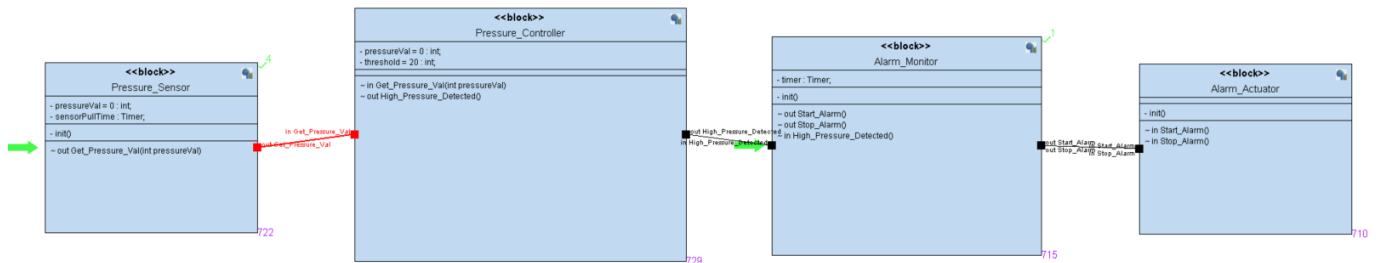 4
<<block>>
Pressure_Sensor
- pressureVal = 0 : int;
- sensorPullTime : Timer;
- init()
~ out Get_Pressure_Val(int pressureVal)
722
in Get_Pressure_Val
out Get_Pressure_Val
<<block>>
Pressure_Controller
- pressureVal = 0 : int;
- threshold = 20 : int;
~ in Get_Pressure_Val(int pressureVal)
~ out High_Pressure_Detected()
729
out High_Pressure_Detected
in High_Pressure_Detected
1
<<block>>
Alarm_Monitor
- timer : Timer;
- init()
~ out Start_Alarm()
~ out Stop_Alarm()
~ in High_Pressure_Detected()
715
out Start_Alarm
out Stop_Alarm
in Start_Alarm
in Stop_Alarm
<<block>>
Alarm_Actuator
- init()
~ in Start_Alarm()
~ in Stop_Alarm()
710